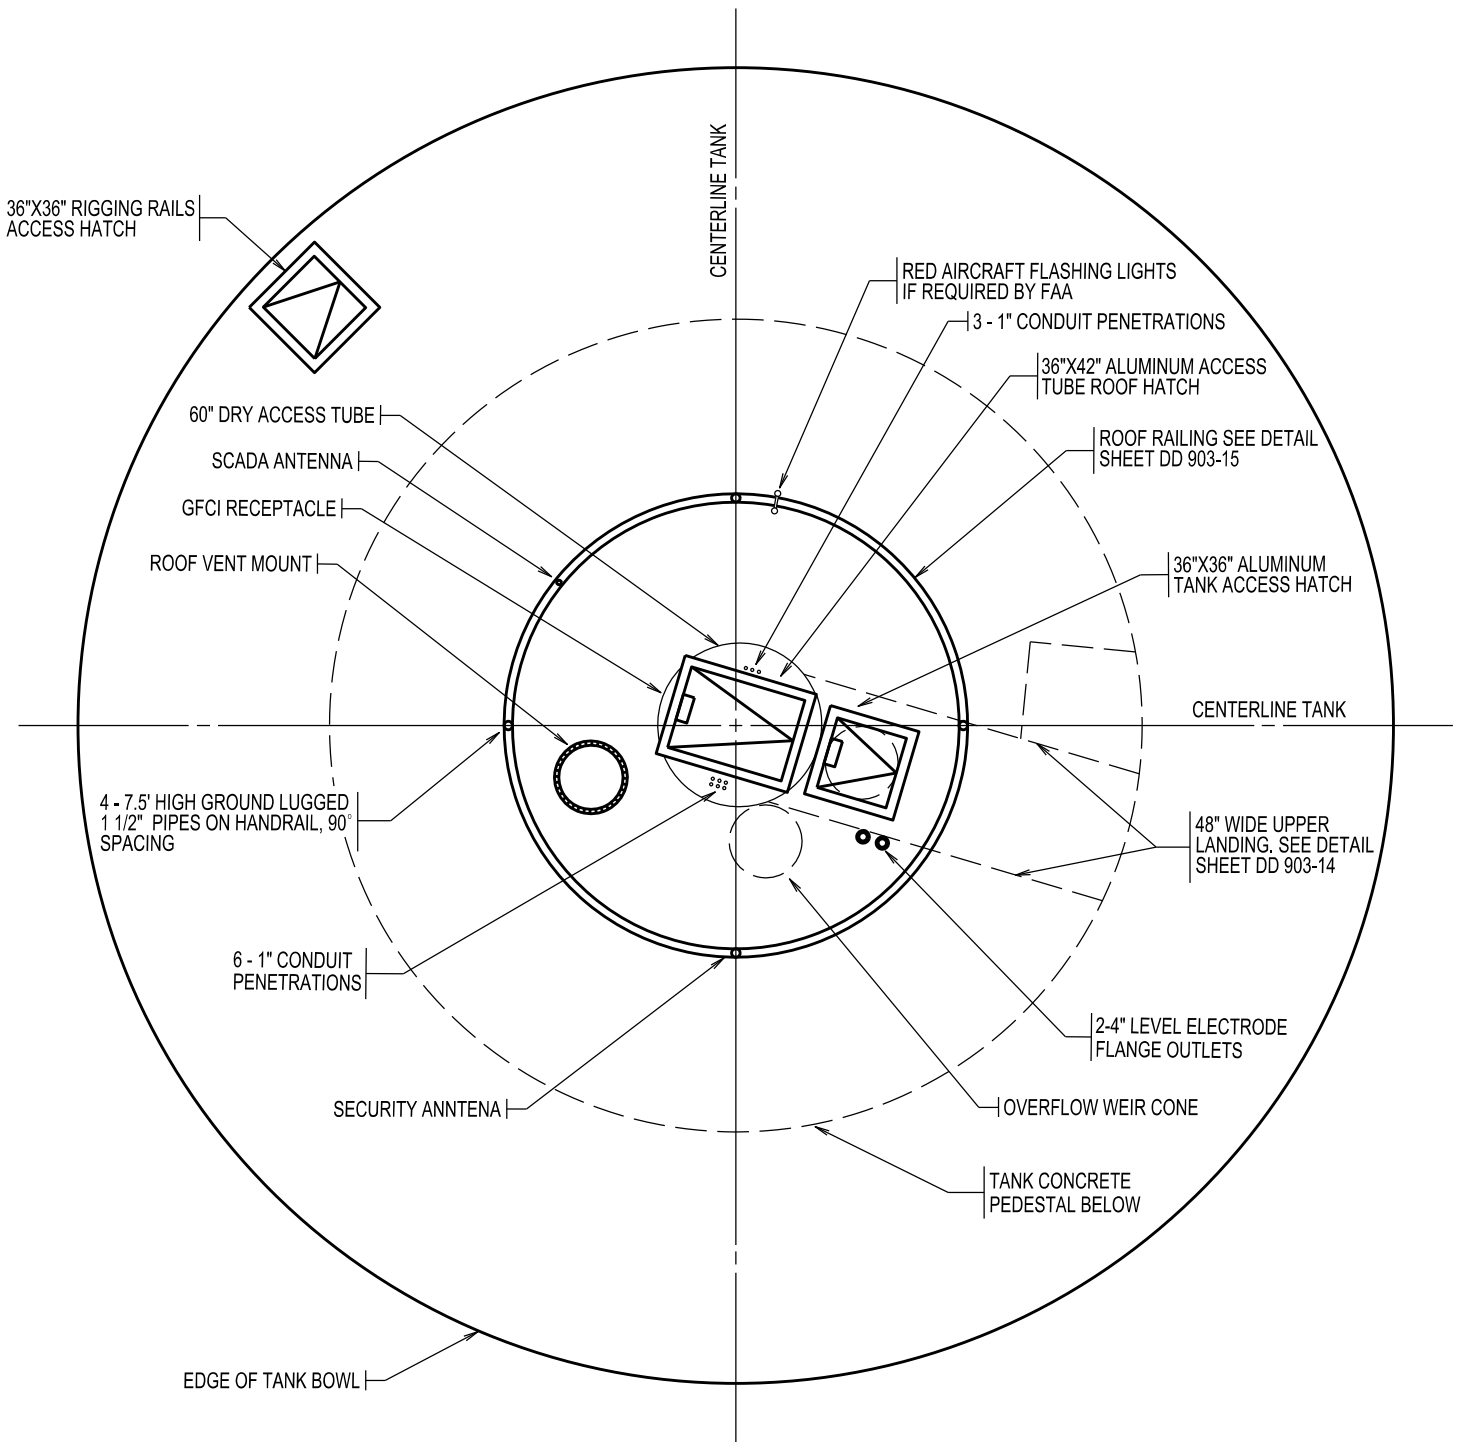 CENTERLINE TANK
36"X36" RIGGING RAILS
ACCESS HATCH
RED AIRCRAFT FLASHING LIGHTS
IF REQUIRED BY FAA
3 - 1" CONDUIT PENETRATIONS
36"X42" ALUMINUM ACCESS
TUBE ROOF HATCH
60" DRY ACCESS TUBE
ROOF RAILING SEE DETAIL
SHEET DD 903-15
SCADA ANTENNA
GFCI RECEPTACLE
ROOF VENT MOUNT
36"X36" ALUMINUM
TANK ACCESS HATCH
CENTERLINE TANK
4 - 7.5' HIGH GROUND LUGGED
1 1/2" PIPES ON HANDRAIL, 90°
SPACING
48" WIDE UPPER
LANDING. SEE DETAIL
SHEET DD 903-14
6 - 1" CONDUIT
PENETRATIONS
2-4" LEVEL ELECTRODE
FLANGE OUTLETS
SECURITY ANNTENA
OVERFLOW WEIR CONE
TANK CONCRETE
PEDESTAL BELOW
EDGE OF TANK BOWL